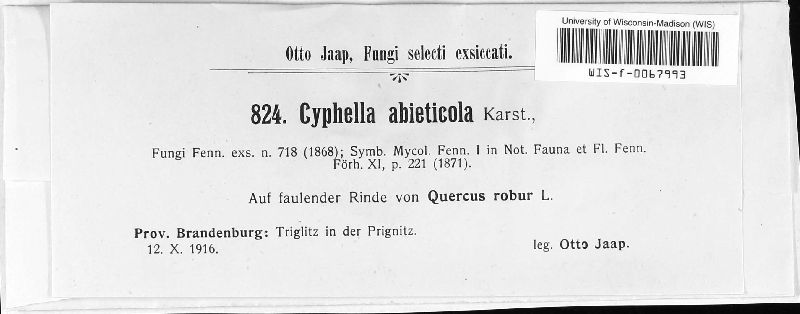 University of Wisconsin-Madison (WIS)
WIS-f-0067993
Otto Jaap, Fungi selecti exsiccati.
824. Cyphella abieticola Karst.,
Fungi Fenn. exs. n. 718 (1868); Symb. Mycol. Fenn. I in Not. Fauna et Fl. Fenn.
Förh. XI, p. 221 (1871).
Auf faulender Rinde von Quercus robur L.
Prov. Brandenburg: Triglitz in der Prignitz.
12. X. 1916.
leg. Otto Jaap.